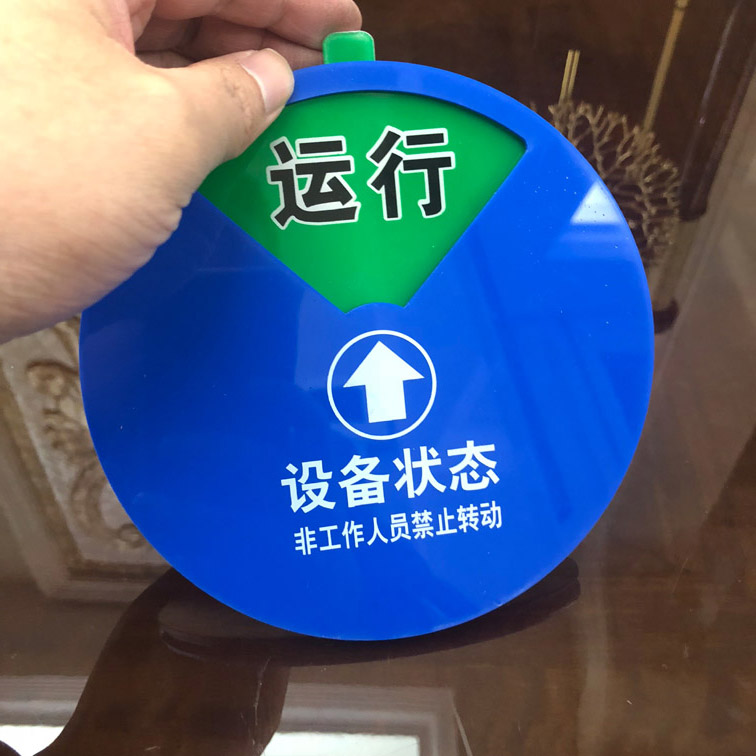 运行
设备状态
非工作人员禁止转动